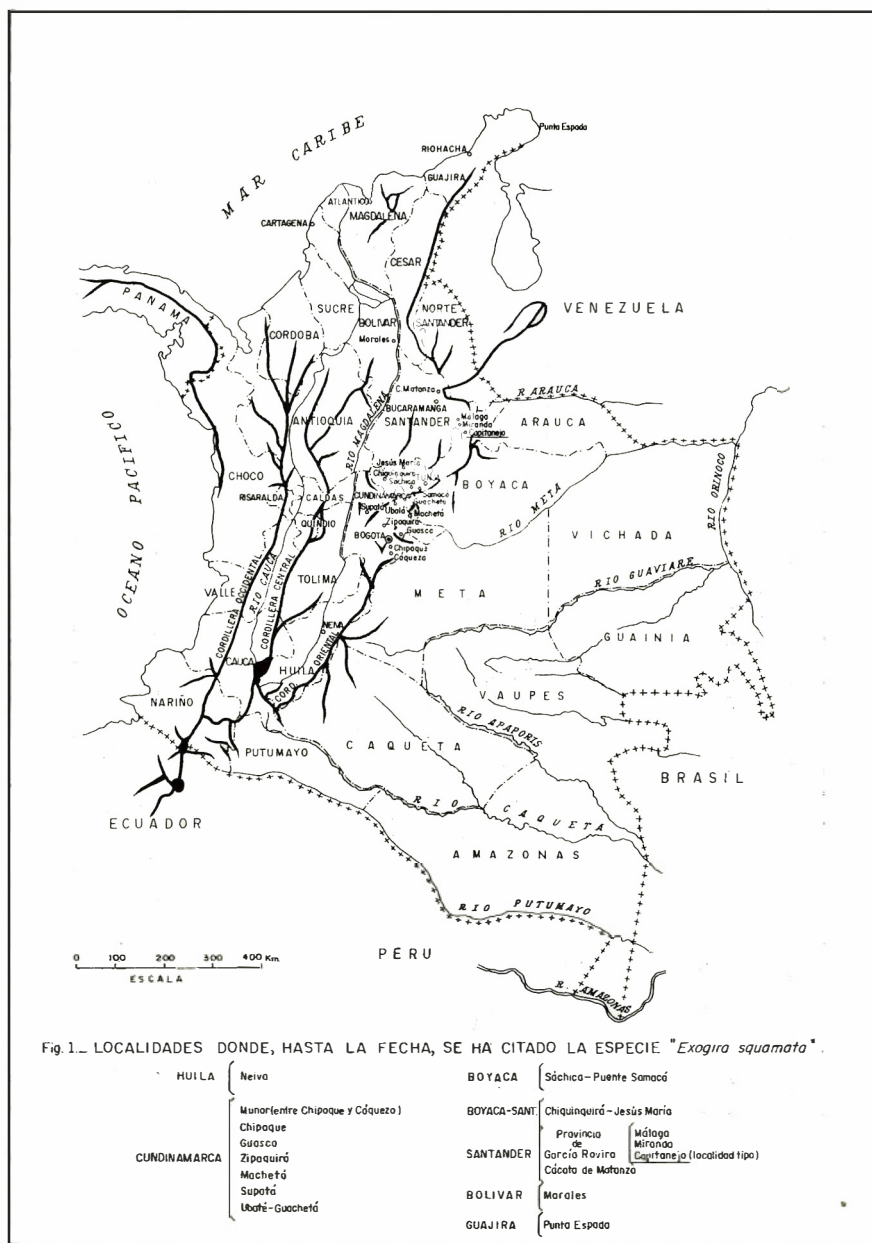 Punta Espada
RIOHACHA
GUAJIRA
MAR CARIBE
ATLANTICO
MAGDALENA
CARTAGENA
CESAR
PANAMA
SUCRE
BOLIVAR
NORTE
SANTANDER
VENEZUELA
CORDOBA
Morales
C. Matanza
R. ARAUCA
BUCARAMANGA
ANTIOQUIA
RIO MAGDALENA
SANTANDER
Málaga
Miranda
Capitanejo
ARAUCA
OCEANO PACIFICO
CHOCO
Jesús María
Chiquinquirá
Sáchica
TUNJA
BOYACA
RIO ORINOCO
RISARALDA
CALDAS
CUNDINAMARCA
Samacá
Guachetá
Supatá
Ubaté
Machetá
RIO META
QUINDIO
Zipaquirá
Guasca
BOGOTA
VICHADA
Chipaque
Cáqueza
CORDILLERA OCCIDENTAL
RIO CAUCA
CORDILLERA CENTRAL
TOLIMA
META
RIO GUAVIARE
VALLE
GUAINIA
NEIVA
CAUCA
HUILA
CORD. ORIENTAL
VAUPES
NARIÑO
RIO APAPORIS
PUTUMAYO
CAQUETA
BRASIL
ECUADOR
RIO CAQUETA
AMAZONAS
RIO PUTUMAYO
PERU
0 100 200 300 400 Km.
ESCALA
R. AMAZONAS
Fig. 1._ LOCALIDADES DONDE, HASTA LA FECHA, SE HA CITADO LA ESPECIE "Exogira squamata".
HUILA
Neiva
CUNDINAMARCA
Munar(entre Chipaque y Cáqueza)
Chipaque
Guasca
Zipaquirá
Machetá
Supatá
Ubaté-Guachetá
BOYACA
Sáchica-Puente Samacá
BOYACA-SANT.
Chiquinquirá-Jesús María
SANTANDER
Provincia
de
García Rovira
Málaga
Miranda
Capitanejo (localidad tipo)
Cácota de Matanza
BOLIVAR
Morales
GUAJIRA
Punta Espada